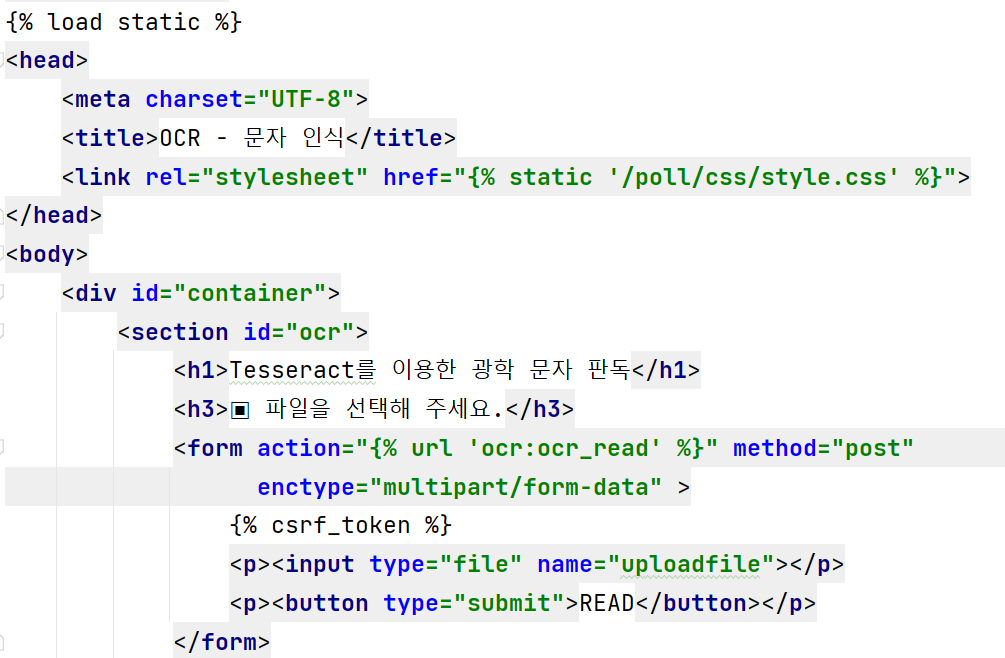 {% load static %}
<head>
    <meta charset="UTF-8">
    <title>OCR - 문자 인식</title>
    <link rel="stylesheet" href="{% static '/poll/css/style.css' %}">
</head>
<body>
    <div id="container">
        <section id="ocr">
            <h1>Tesseract를 이용한 광학 문자 판독</h1>
            <h3>▣ 파일을 선택해 주세요.</h3>
            <form action="{% url 'ocr:ocr_read' %}" method="post"
                  enctype="multipart/form-data" >
                {% csrf_token %}
                <p><input type="file" name="uploadfile"></p>
                <p><button type="submit">READ</button></p>
            </form>